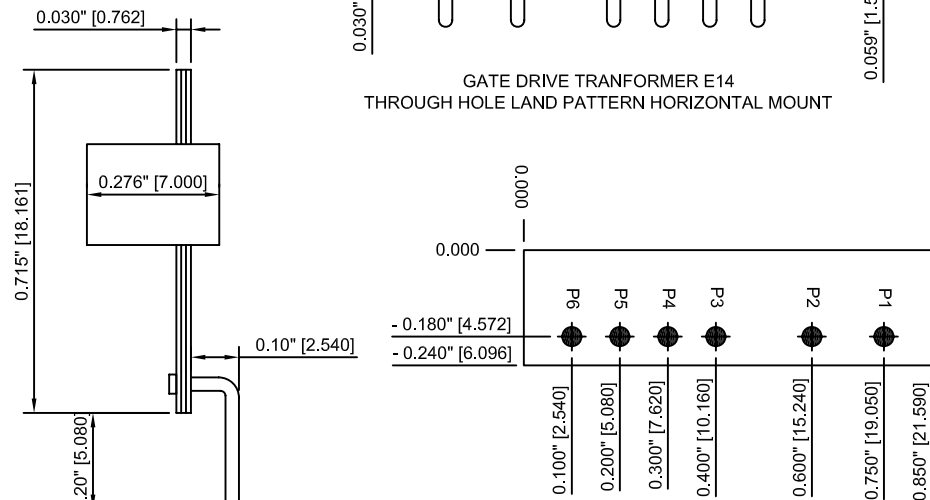 0.030" [0.762]
0.030"
0.059" [1.5
GATE DRIVE TRANFORMER E14
THROUGH HOLE LAND PATTERN HORIZONTAL MOUNT
0.276" [7.000]
0.715" [18.161]
0.000
0.000
P6
P5
P4
P3
P2
P1
- 0.180" [4.572]
- 0.240" [6.096]
0.10" [2.540]
.20" [5.080]
0.100" [2.540]
0.200" [5.080]
0.300" [7.620]
0.400" [10.160]
0.600" [15.240]
0.750" [19.050]
0.850" [21.590]